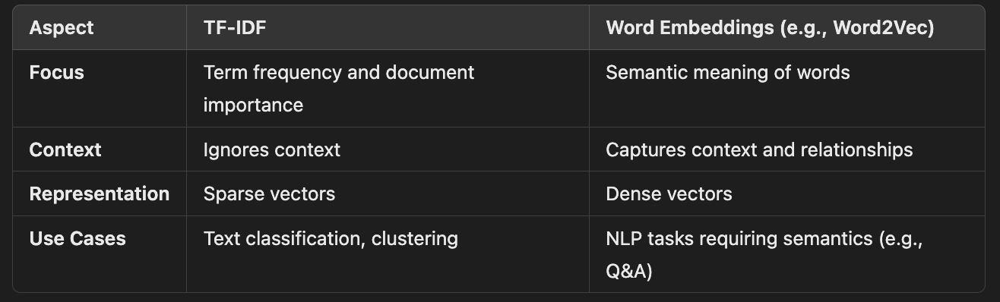 Aspect TF-IDF Word Embeddings (e.g., Word2Vec)
Focus Term frequency and document Semantic meaning of words
importance
Context Ignores context Captures context and relationships
Representation Sparse vectors Dense vectors
Use Cases Text classification, clustering NLP tasks requiring semantics (e.g.,
Q&A)